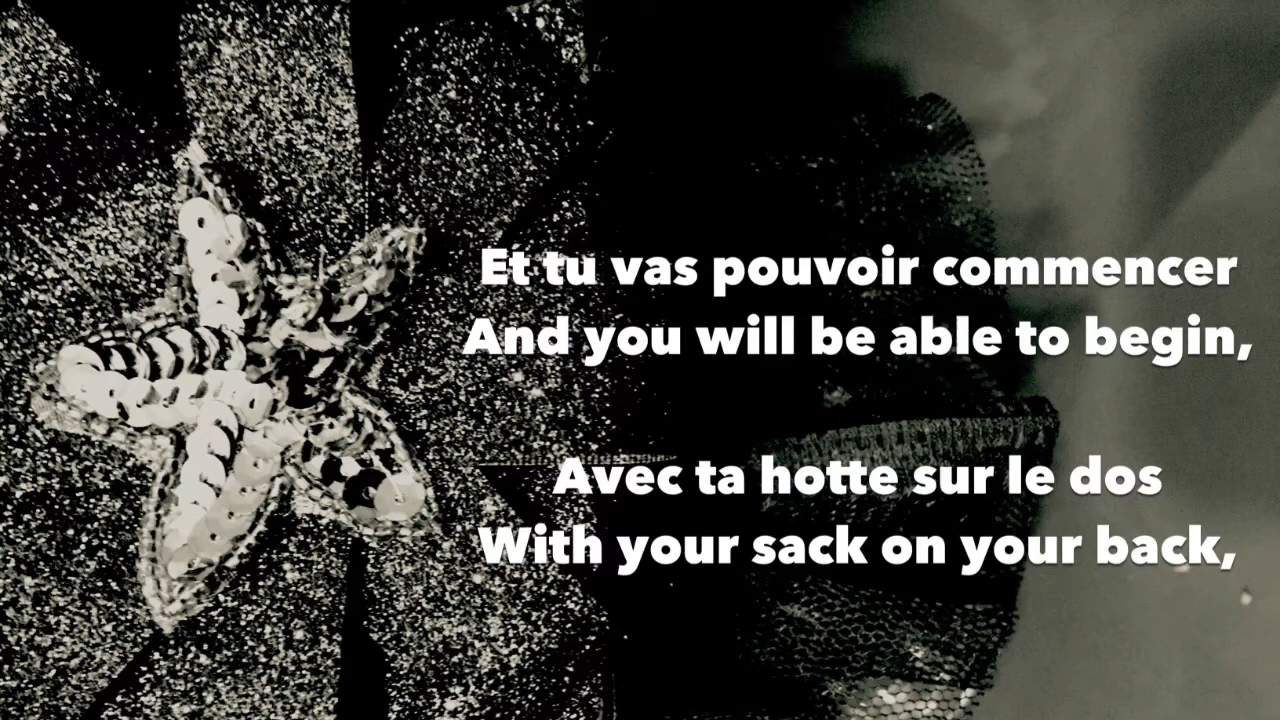 Et tu vas pouvoir commencer
And you will be able to begin,
Avec ta hotte sur le dos
With your sack on your back,